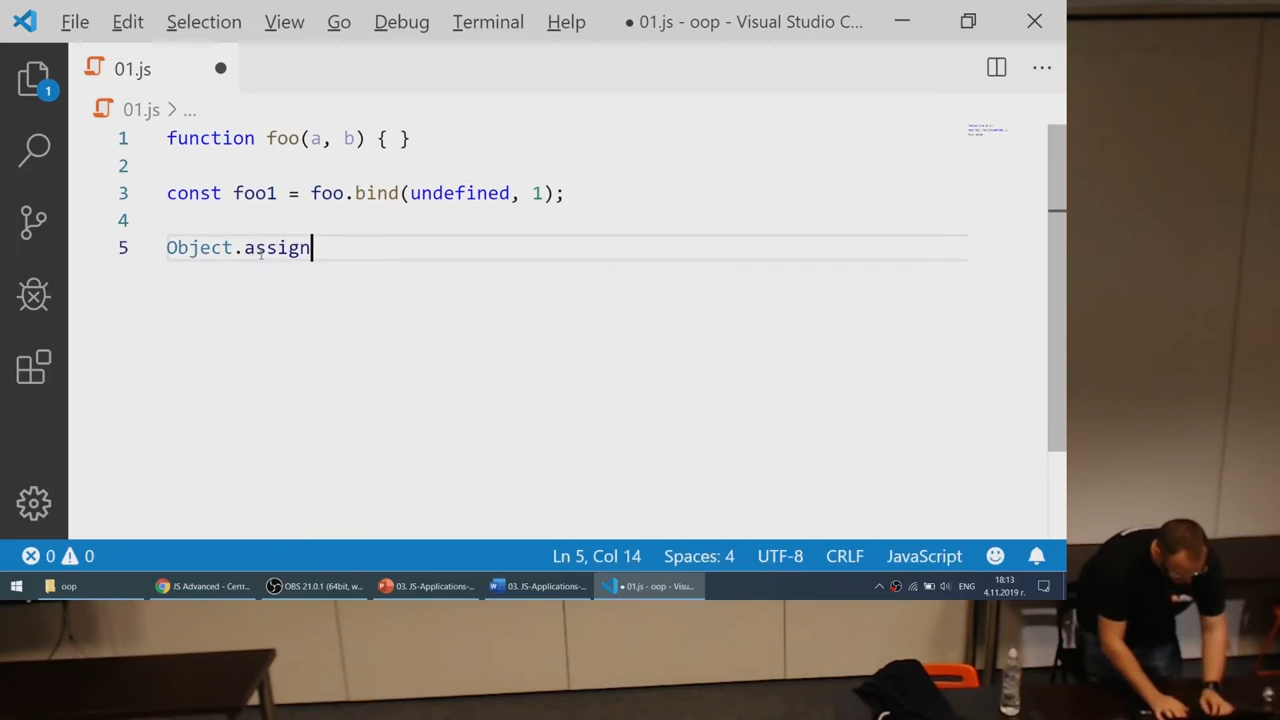 File Edit Selection View Go Debug Terminal Help ● 01.js - oop - Visual Studio C...
01.js
1
01.js > ...
1 function foo(a, b) { }
2
3 const foo1 = foo.bind(undefined, 1);
4
5 Object.assign
0 0 Ln 5, Col 14 Spaces: 4 UTF-8 CRLF JavaScript
oop JS Advanced - Серт... OBS 21.0.1 (64bit, w... 03. JS-Applications-... 03. JS-Applications-... ● 01.js - oop - Visu... ENG 18:13
4.11.2019 г.